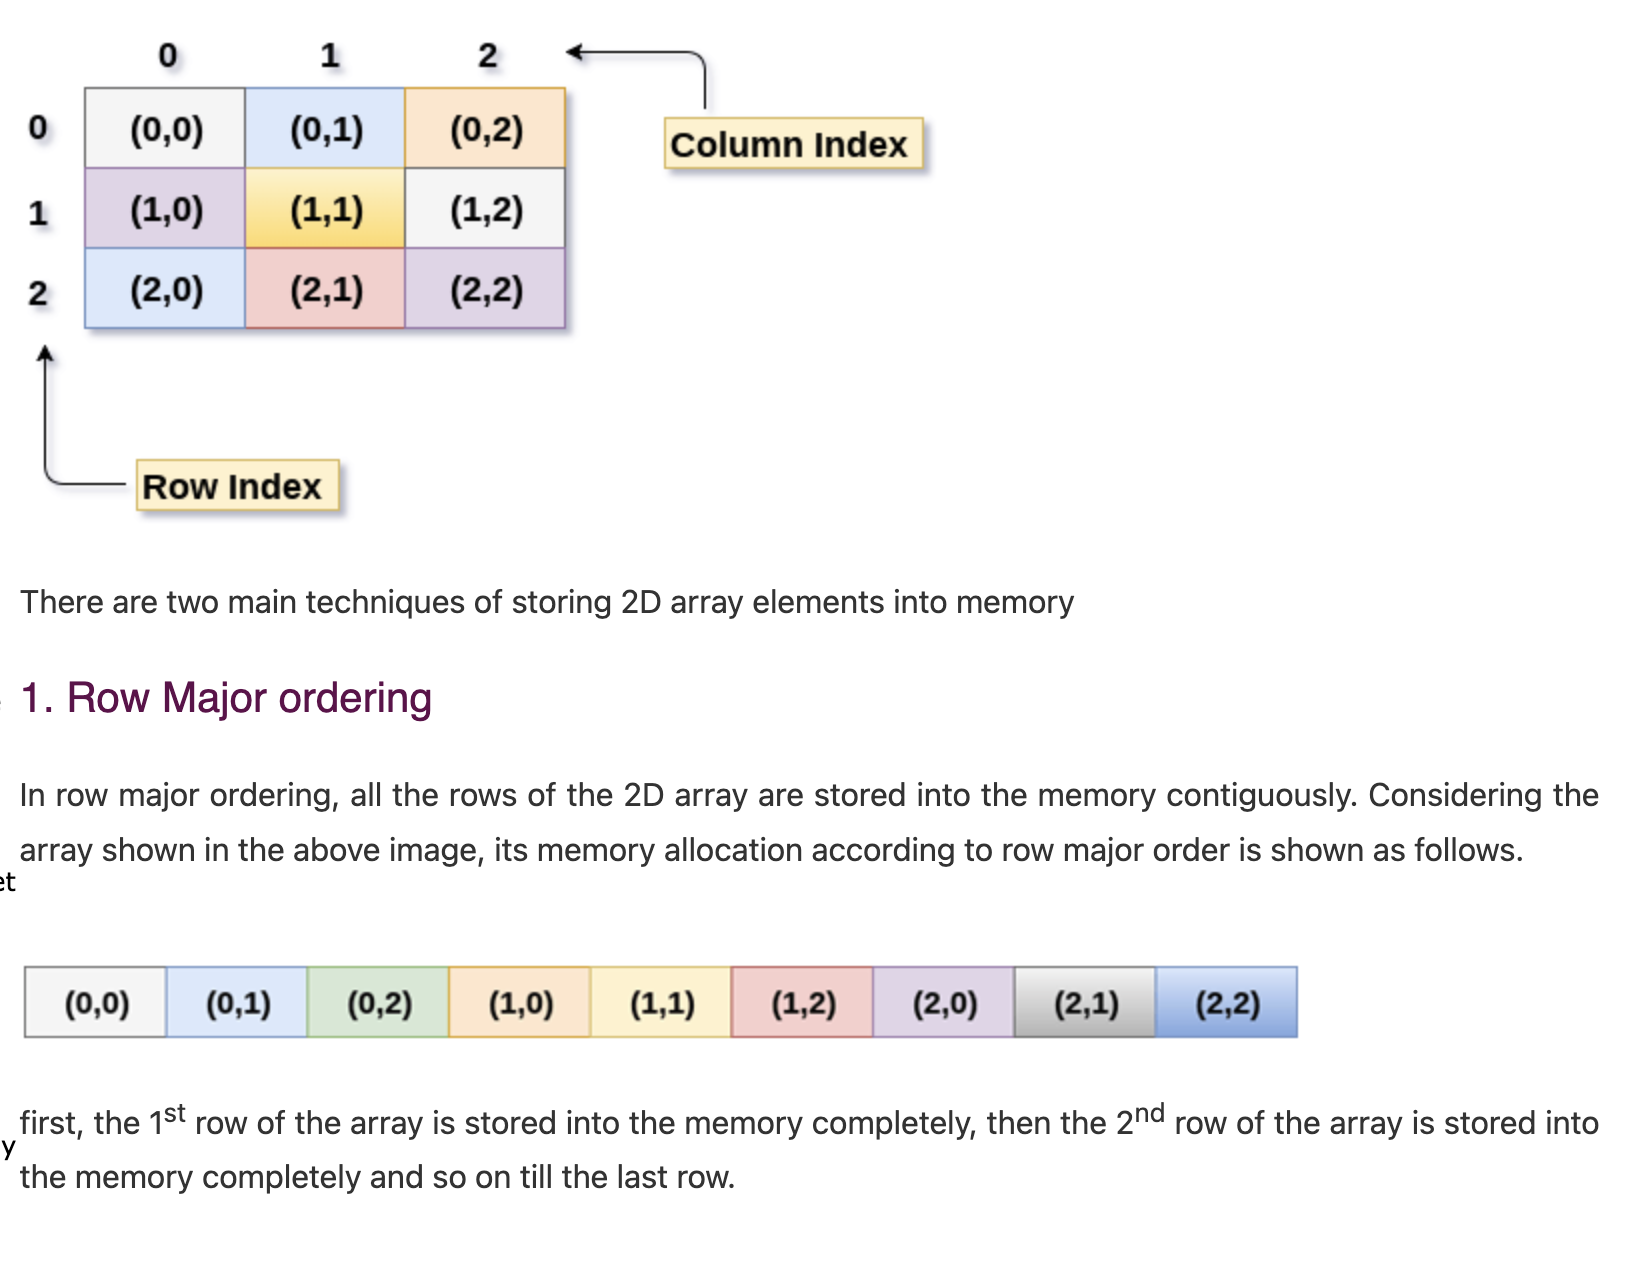 0 1 2
0 (0,0) (0,1) (0,2)
Column Index
1 (1,0) (1,1) (1,2)
2 (2,0) (2,1) (2,2)
Row Index
There are two main techniques of storing 2D array elements into memory
1. Row Major ordering
In row major ordering, all the rows of the 2D array are stored into the memory contiguously. Considering the
array shown in the above image, its memory allocation according to row major order is shown as follows.
et
(0,0) (0,1) (0,2) (1,0) (1,1) (1,2) (2,0) (2,1) (2,2)
first, the 1st row of the array is stored into the memory completely, then the 2nd row of the array is stored into
y
the memory completely and so on till the last row.